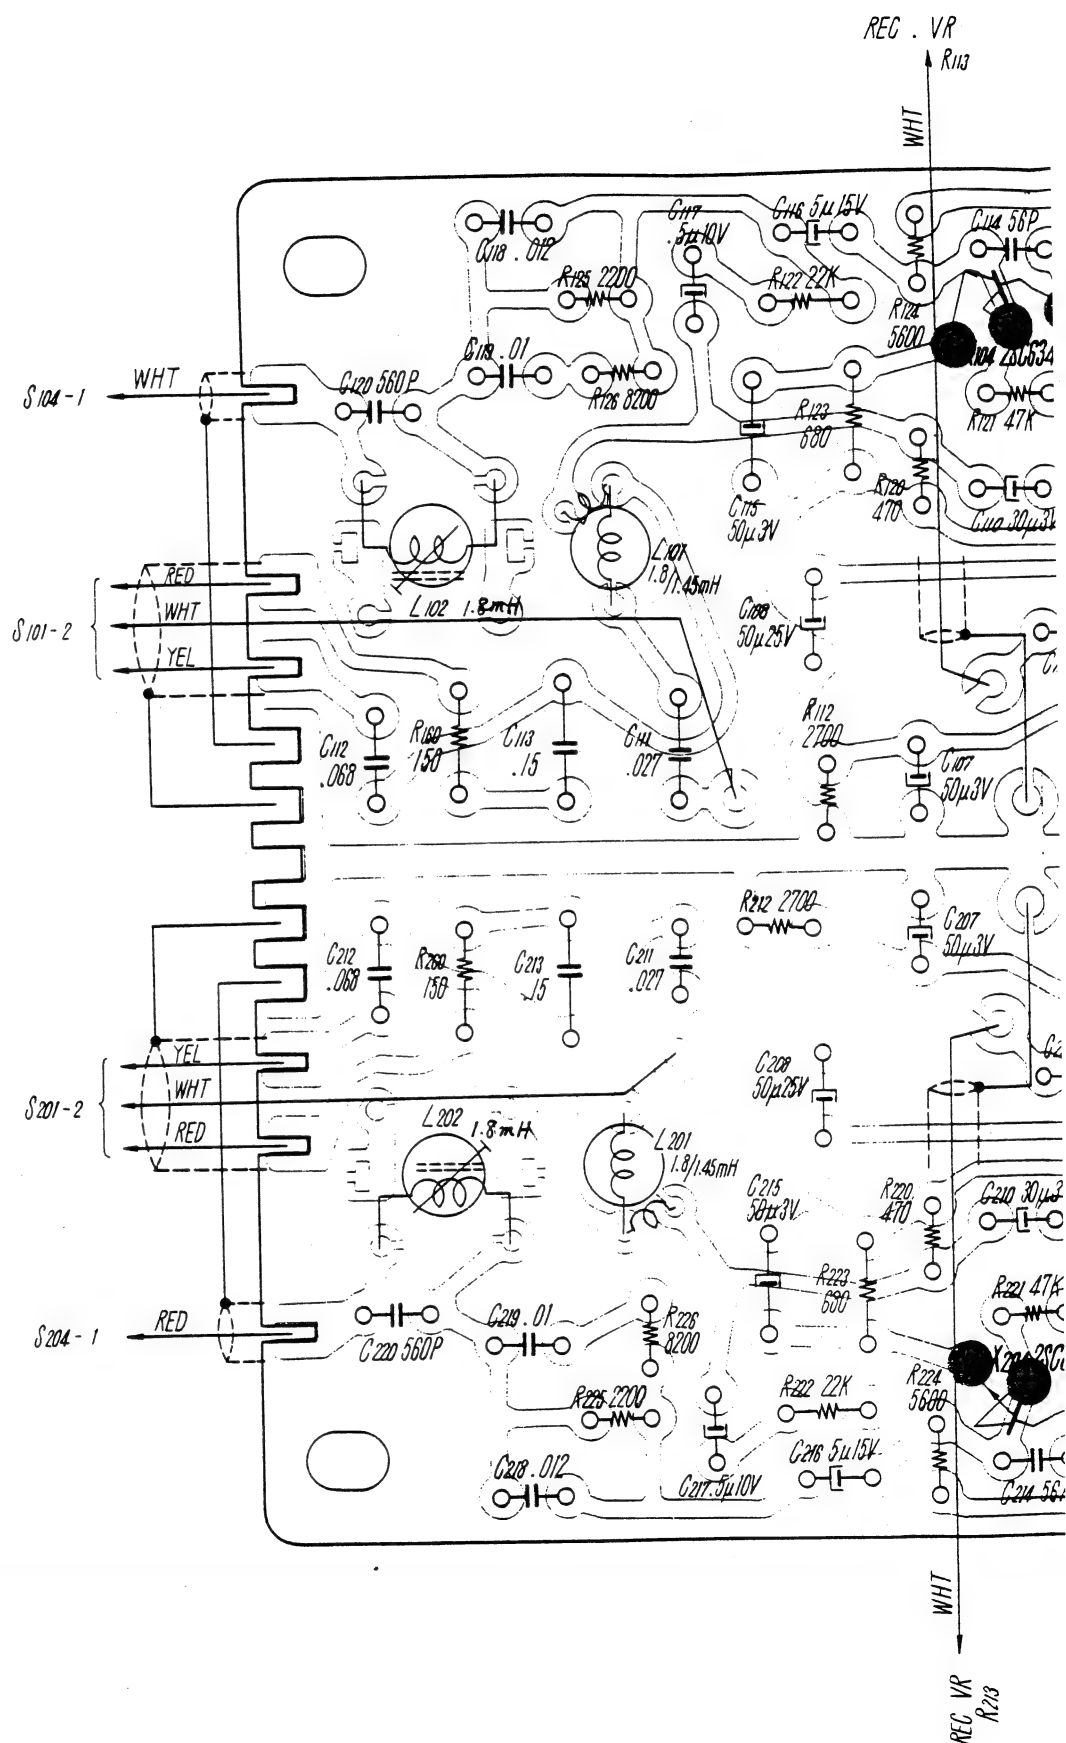 REC . VR
R113
WHT
C117
.5μ10V
C116 5μ15V
C114 56P
C118 . 012
R125 2200
R122 22K
R124
5600
C119 .01
WHT
S104-1
C120 560P
R126 8200
R123
680
R121 47K
R120
470
C115
50μ3V
C110 30μ3V
L107
1.8/1.45mH
RED
L102 1.8mH
C108
50μ25V
WHT
S101-2
YEL
R112
2700
C112
.068
R160
150
C113
.15
C111
.027
C107
50μ3V
R212 2700
C207
50μ3V
C212
.068
R260
150
C213
.15
C211
.027
YEL
WHT
S201-2
RED
C208
50μ25V
L202 1.8mH
L201
1.8/1.45mH
C215
50μ3V
R220
470
C210 30μ3
R223
680
R221 47K
S204-1
RED
C219 .01
C220 560P
R226
8200
R224
5600
R225 2200
R222 22K
C218 .012
C217 .5μ10V
C216 5μ15V
C214 56
WHT
REC VR
R213